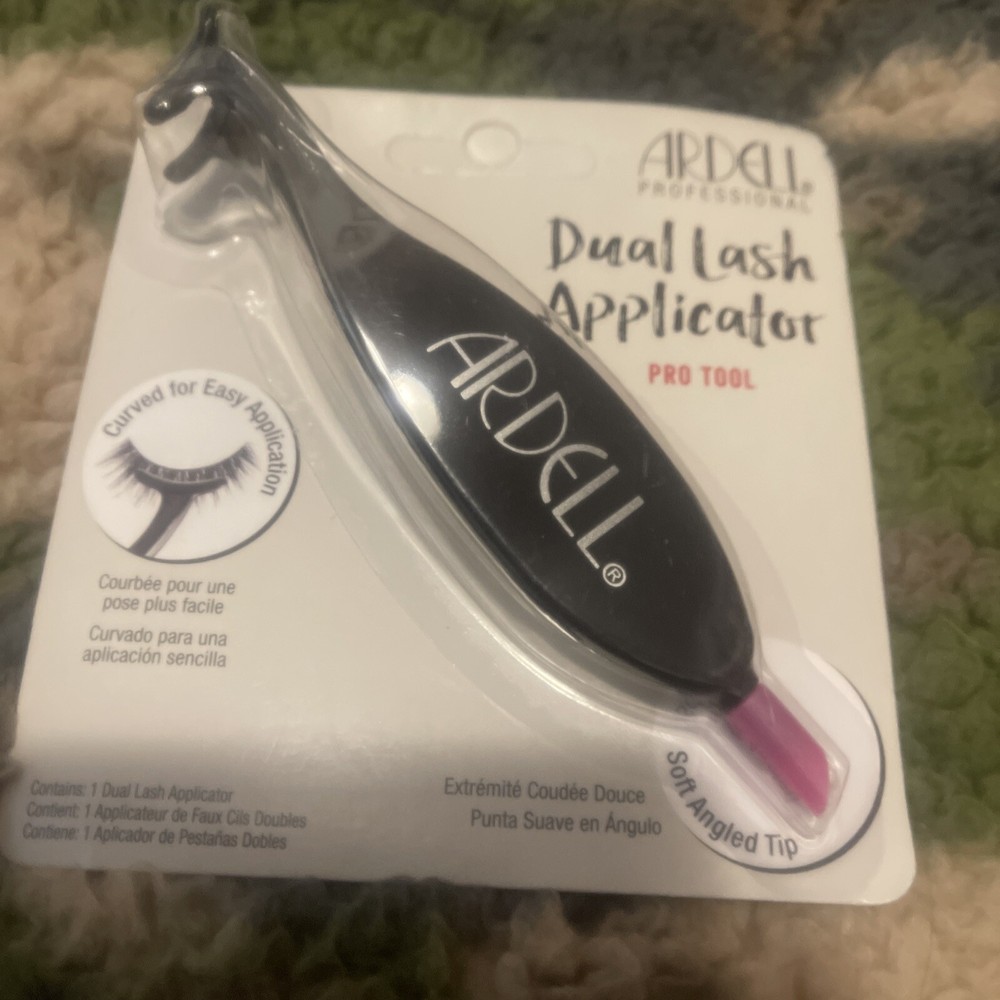 ARDELL®
PROFESSIONAL
Dual Lash
Applicator
PRO TOOL
ARDELL®
Curved for Easy Application
Courbée pour une
pose plus facile
Curvado para una
aplicación sencilla
Contains: 1 Dual Lash Applicator
Contient: 1 Applicateur de Faux Cils Doubles
Contiene: 1 Aplicador de Pestañas Dobles
Extrémité Coudée Douce
Punta Suave en Ángulo
Soft Angled Tip